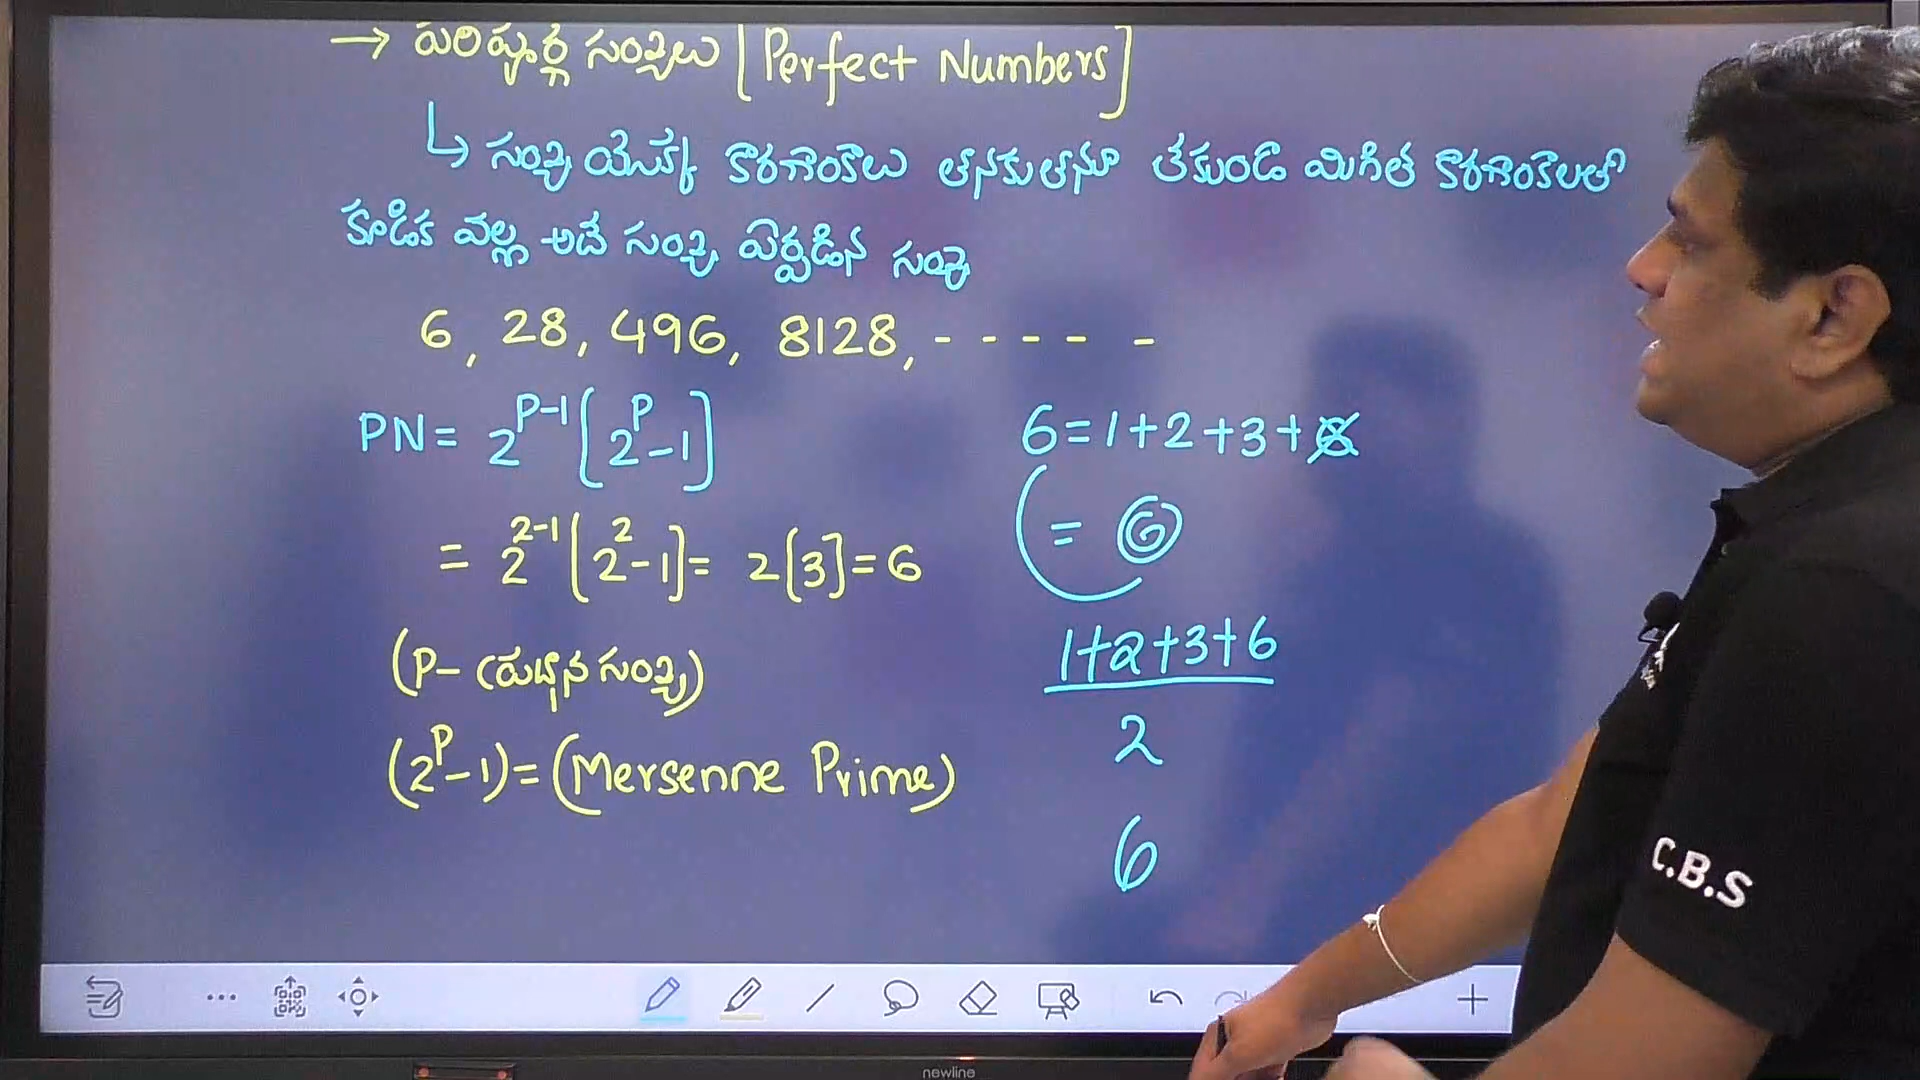 → పరిపూర్ణ సంఖ్యలు [Perfect Numbers]
↳ సంఖ్య యొక్క కారణాంకాలు తనకుతనూ లేకుండా మిగిత కారణాంకాలతో
కూడిక వల్ల అదే సంఖ్య ఏర్పడిన సంఖ్య
6, 28, 496, 8128, - - - - -
PN = 2^{P-1} [2^P - 1]
= 2^{2-1} [2^2 - 1] = 2[3] = 6
(P - ప్రధాన సంఖ్య)
(2^P - 1) = (Mersenne Prime)
6 = 1+2+3+6
= 6
1+2+3+6
2
6
C.B.S
newline